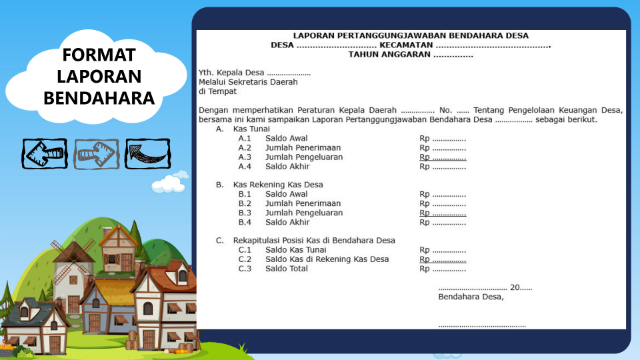 FORMAT
LAPORAN
BENDAHARA
LAPORAN PERTANGGUNGJAWABAN BENDAHARA DESA
DESA ............................ KECAMATAN ........................................
TAHUN ANGGARAN ..............
Yth. Kepala Desa ....................
Melalui Sekretaris Daerah
di Tempat
Dengan memperhatikan Peraturan Kepala Daerah ................ No. ...... Tentang Pengelolaan Keuangan Desa,
bersama ini kami sampaikan Laporan Pertanggungjawaban Bendahara Desa ................. sebagai berikut.
A. Kas Tunai
A.1 Saldo Awal Rp ................
A.2 Jumlah Penerimaan Rp ................
A.3 Jumlah Pengeluaran Rp ................
A.4 Saldo Akhir Rp ................
B. Kas Rekening Kas Desa
B.1 Saldo Awal Rp ................
B.2 Jumlah Penerimaan Rp ................
B.3 Jumlah Pengeluaran Rp ................
B.4 Saldo Akhir Rp ................
C. Rekapitulasi Posisi Kas di Bendahara Desa
C.1 Saldo Kas Tunai Rp ................
C.2 Saldo Kas di Rekening Kas Desa Rp ................
C.3 Saldo Total Rp ................
................................ 20......
Bendahara Desa,
........................................